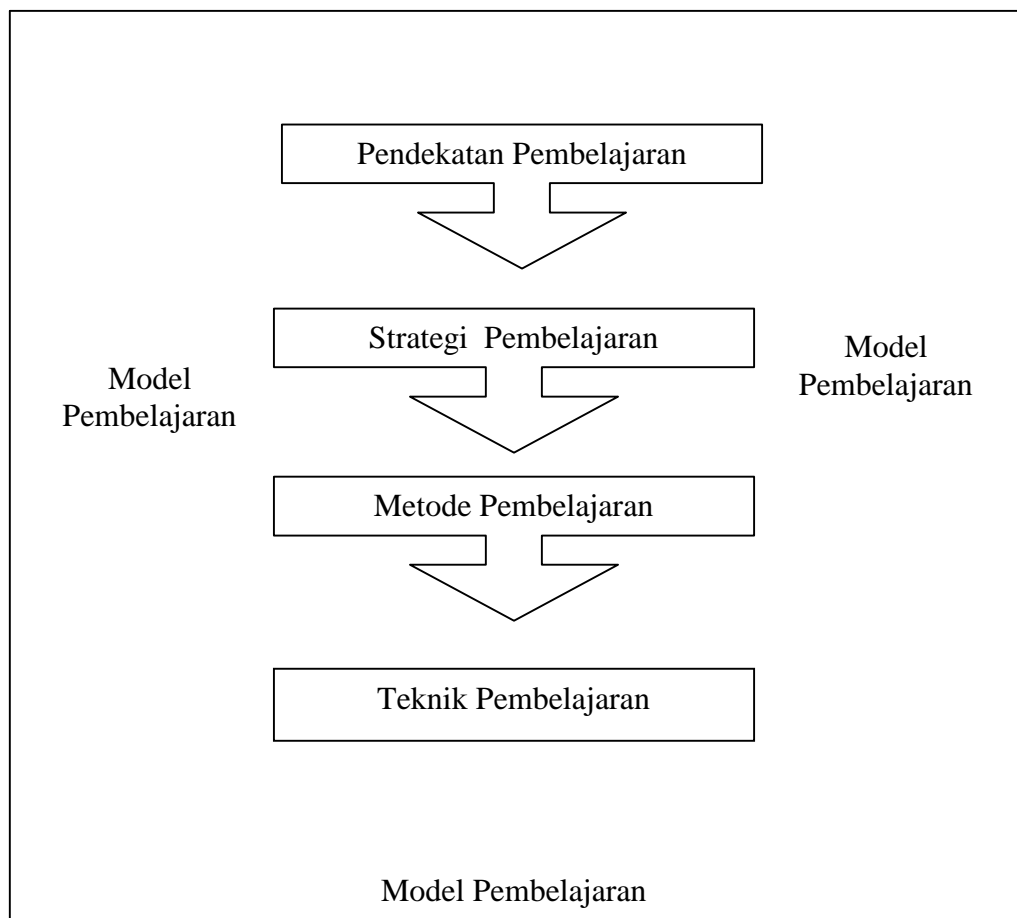 Pendekatan Pembelajaran
Strategi Pembelajaran
Model
Pembelajaran
Model
Pembelajaran
Metode Pembelajaran
Teknik Pembelajaran
Model Pembelajaran